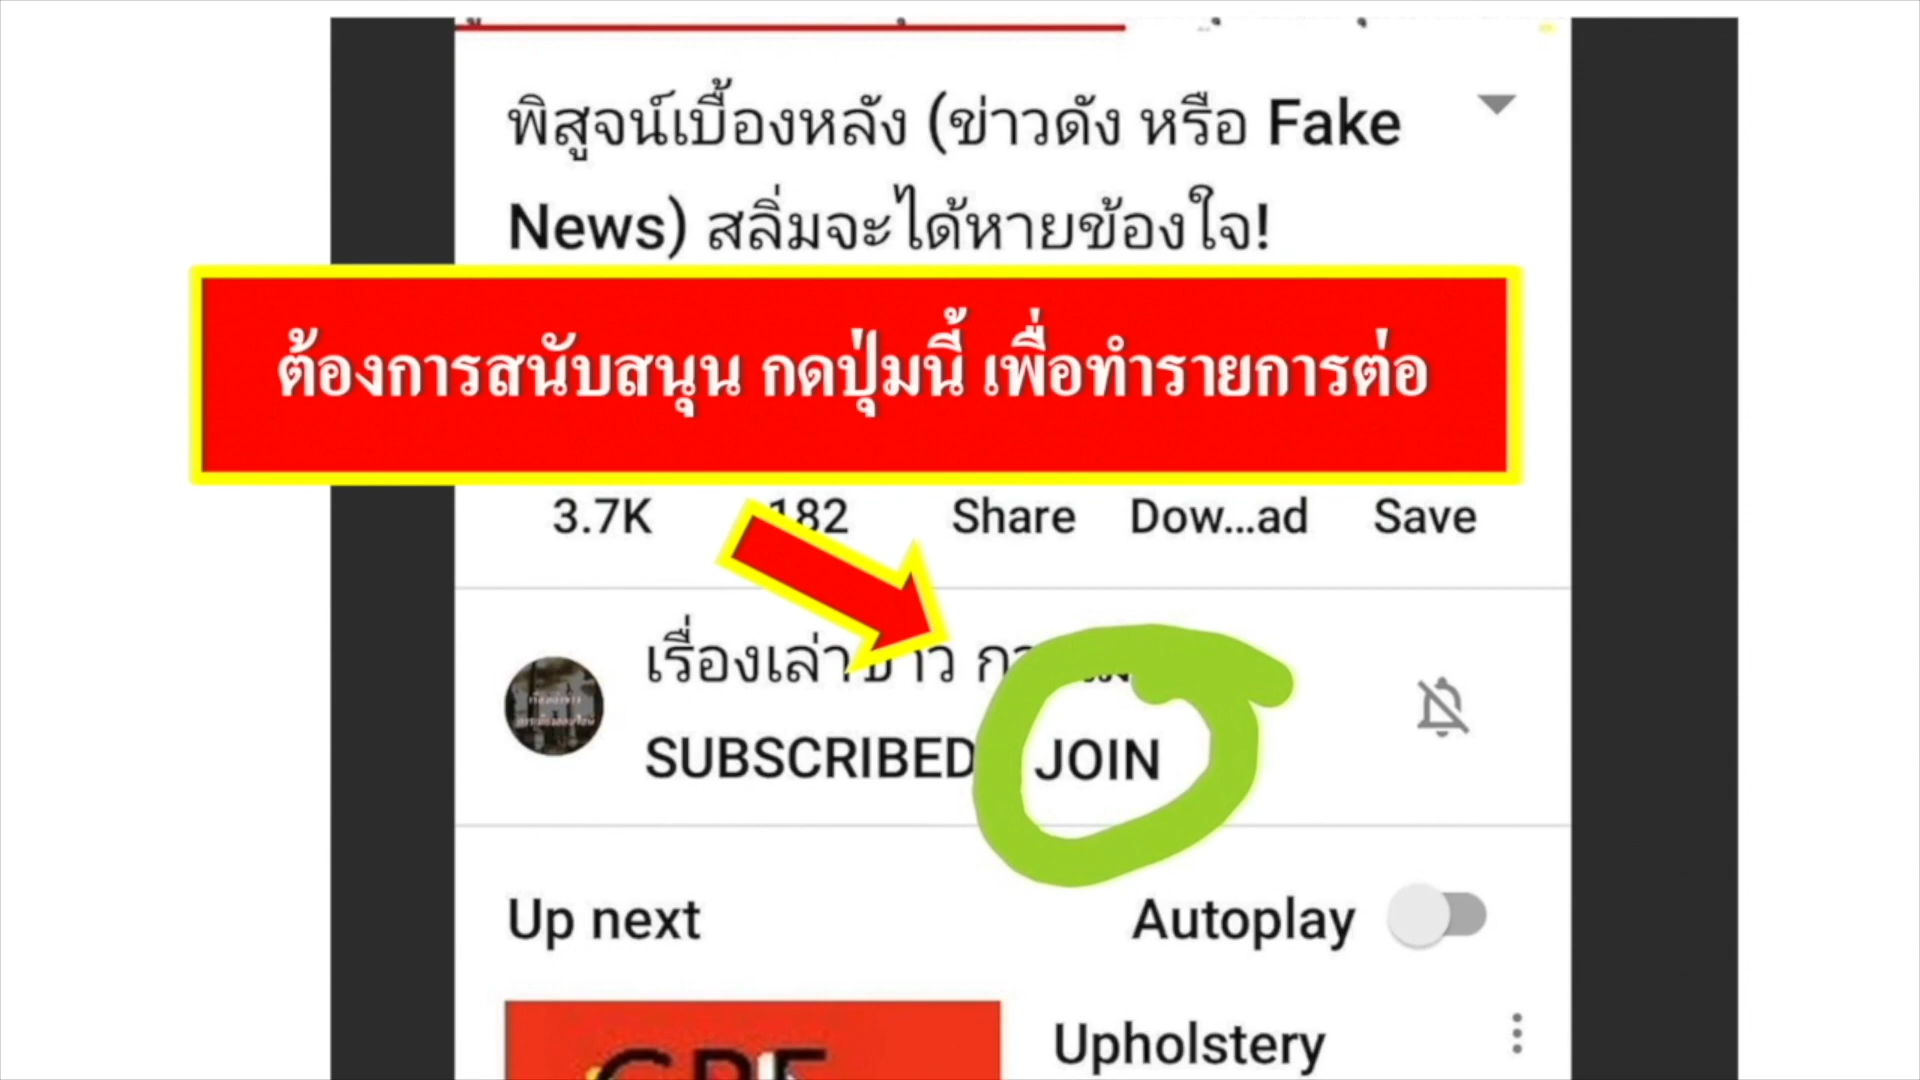 พิสูจน์เบื้องหลัง (ข่าวดัง หรือ Fake
News) สลิ่มจะได้หายข้องใจ!
ต้องการสนับสนุน กดปุ่มนี้ เพื่อทำรายการต่อ
3.7K 182 Share Dow...ad Save
SUBSCRIBED JOIN
Up next Autoplay
Upholstery